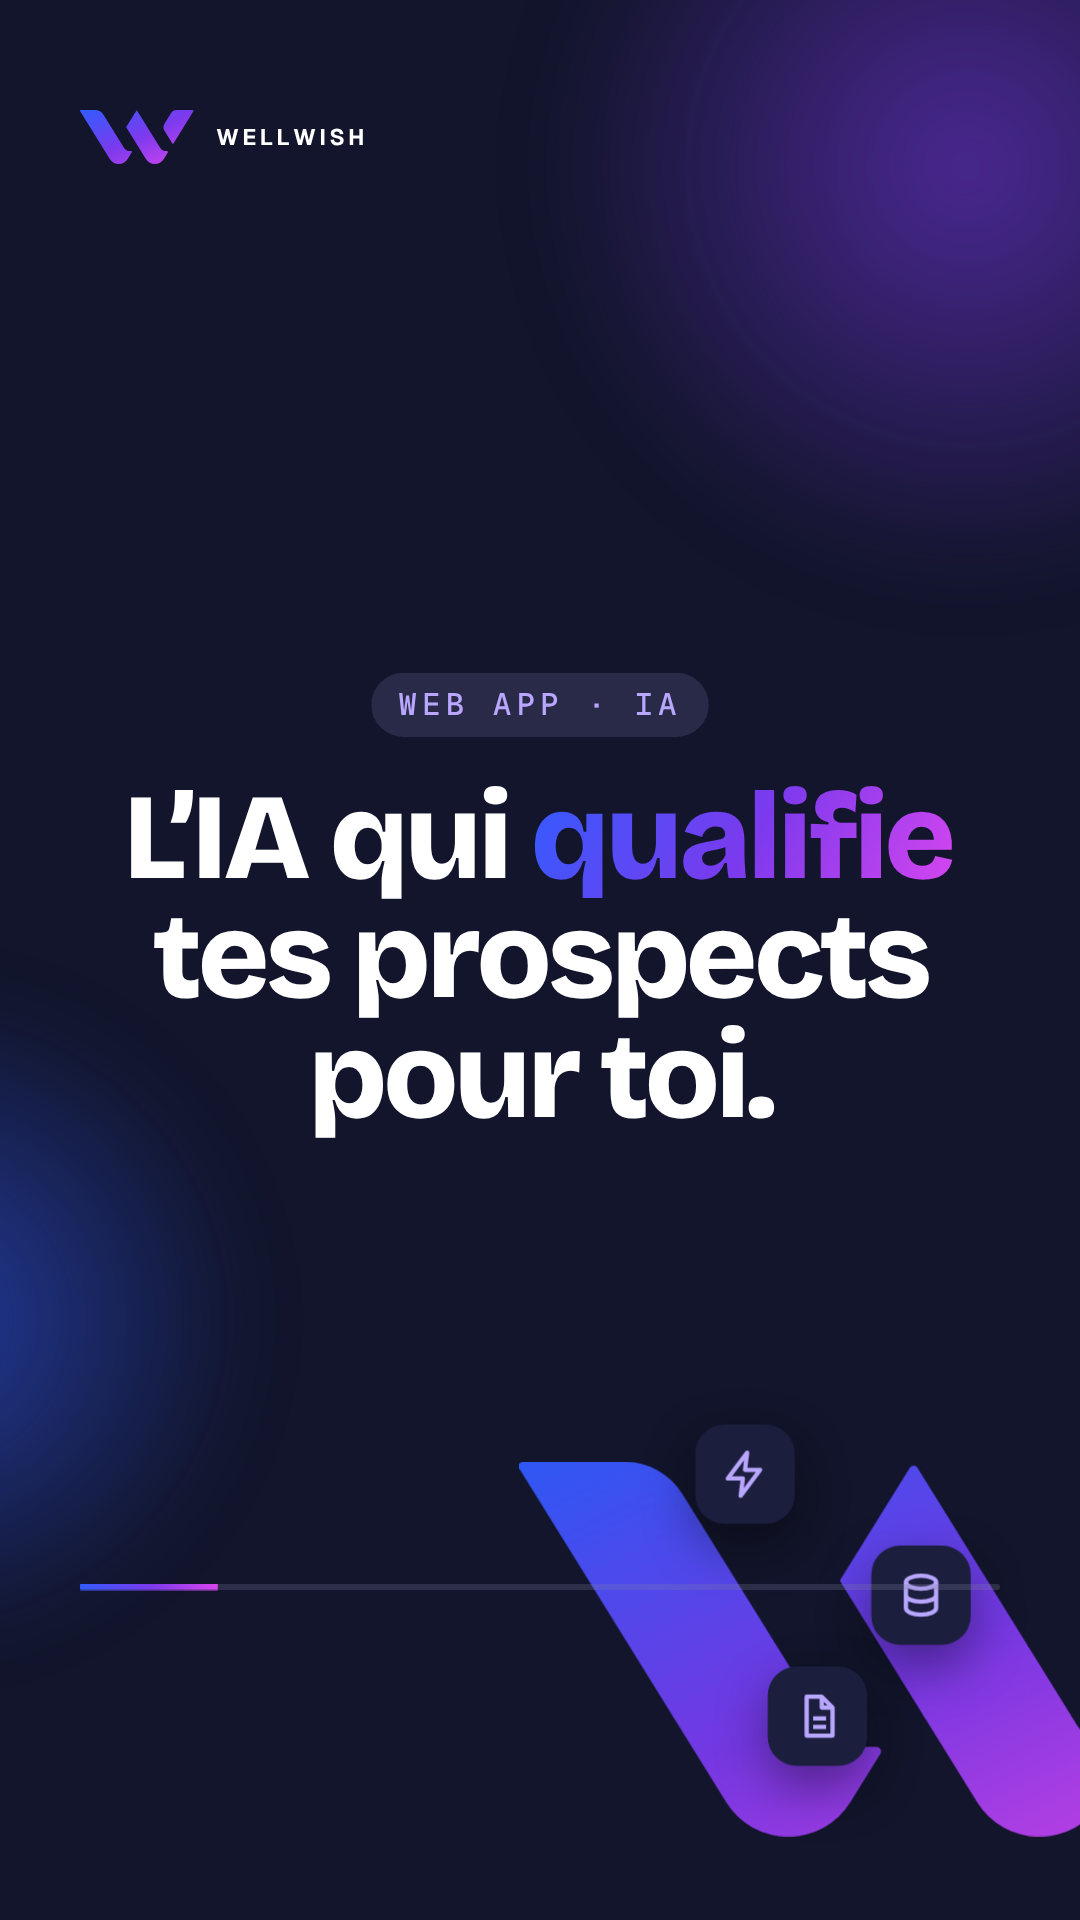 WELLWISH
WEB APP · IA
L’IA qui qualifie
tes prospects
pour toi.